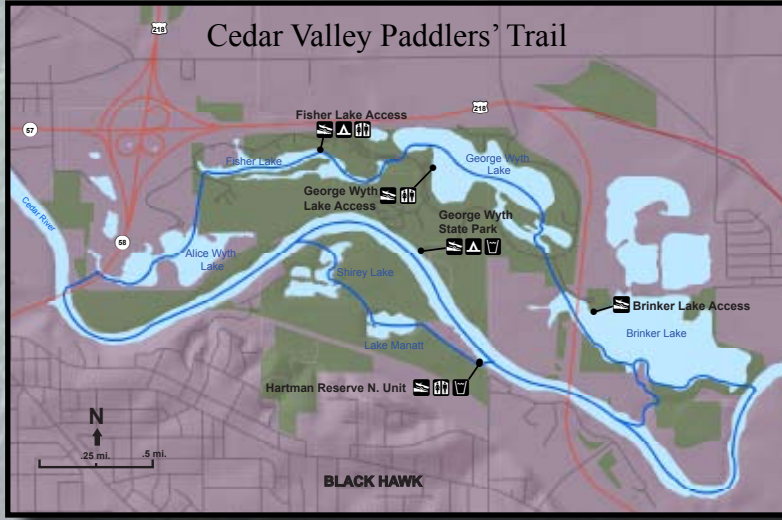 Cedar Valley Paddlers' Trail
218
218
57
Fisher Lake Access
Fisher Lake
George Wyth
Lake
George Wyth
Lake Access
George Wyth
State Park
Cedar River
58
Alice Wyth
Lake
Shirey Lake
Brinker Lake Access
Brinker Lake
Lake Manatt
Hartman Reserve N. Unit
N
.25 mi.
.5 mi.
BLACK HAWK